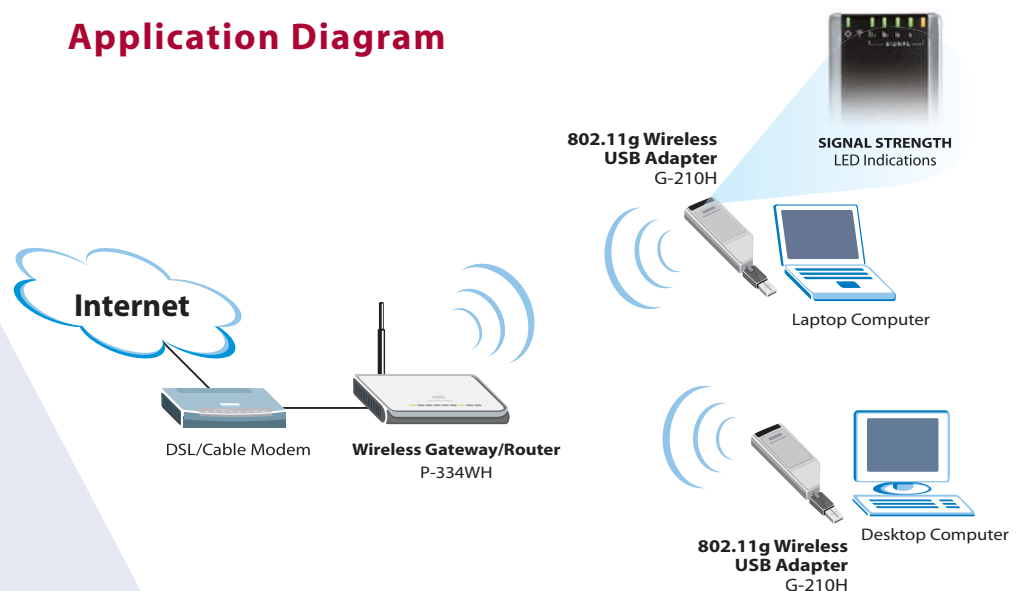 Application Diagram
SIGNAL
802.11g Wireless
USB Adapter
G-210H
SIGNAL STRENGTH
LED Indications
Internet
Laptop Computer
DSL/Cable Modem
Wireless Gateway/Router
P-334WH
Desktop Computer
802.11g Wireless
USB Adapter
G-210H